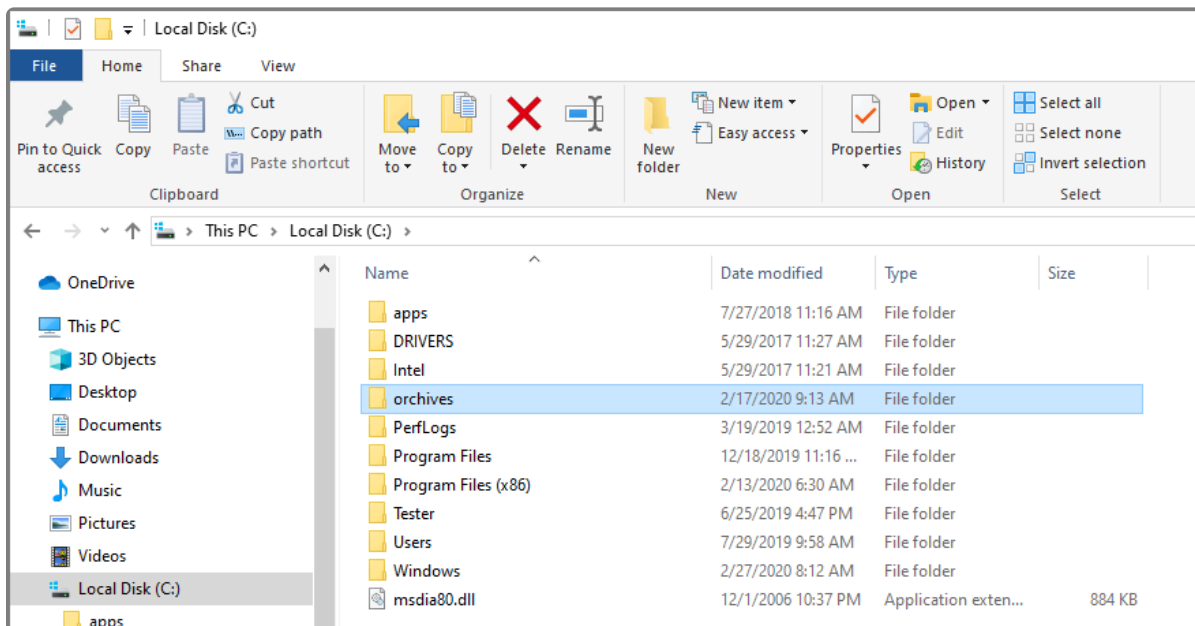 Local Disk (C:)
File Home Share View
Pin to Quick access
Copy
Paste
Cut
Copy path
Paste shortcut
Clipboard
Move to
Copy to
Delete
Rename
Organize
New folder
New item
Easy access
New
Properties
Open
Edit
History
Open
Select all
Select none
Invert selection
Select
This PC > Local Disk (C:) >
OneDrive
This PC
3D Objects
Desktop
Documents
Downloads
Music
Pictures
Videos
Local Disk (C:)
apps
Name Date modified Type Size
apps 7/27/2018 11:16 AM File folder
DRIVERS 5/29/2017 11:27 AM File folder
Intel 5/29/2017 11:21 AM File folder
orchives 2/17/2020 9:13 AM File folder
PerfLogs 3/19/2019 12:52 AM File folder
Program Files 12/18/2019 11:16 ... File folder
Program Files (x86) 2/13/2020 6:30 AM File folder
Tester 6/25/2019 4:47 PM File folder
Users 7/29/2019 9:58 AM File folder
Windows 2/27/2020 8:12 AM File folder
msdia80.dll 12/1/2006 10:37 PM Application exten... 884 KB